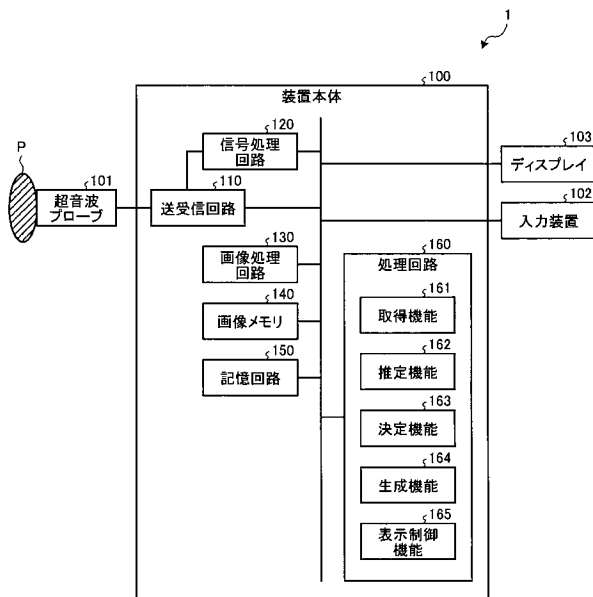 1
100
装置本体
120
信号処理
回路
P
101
超音波
プローブ
110
送受信回路
103
ディスプレイ
102
入力装置
130
画像処理
回路
160
処理回路
140
画像メモリ
161
取得機能
150
記憶回路
162
推定機能
163
決定機能
164
生成機能
165
表示制御
機能